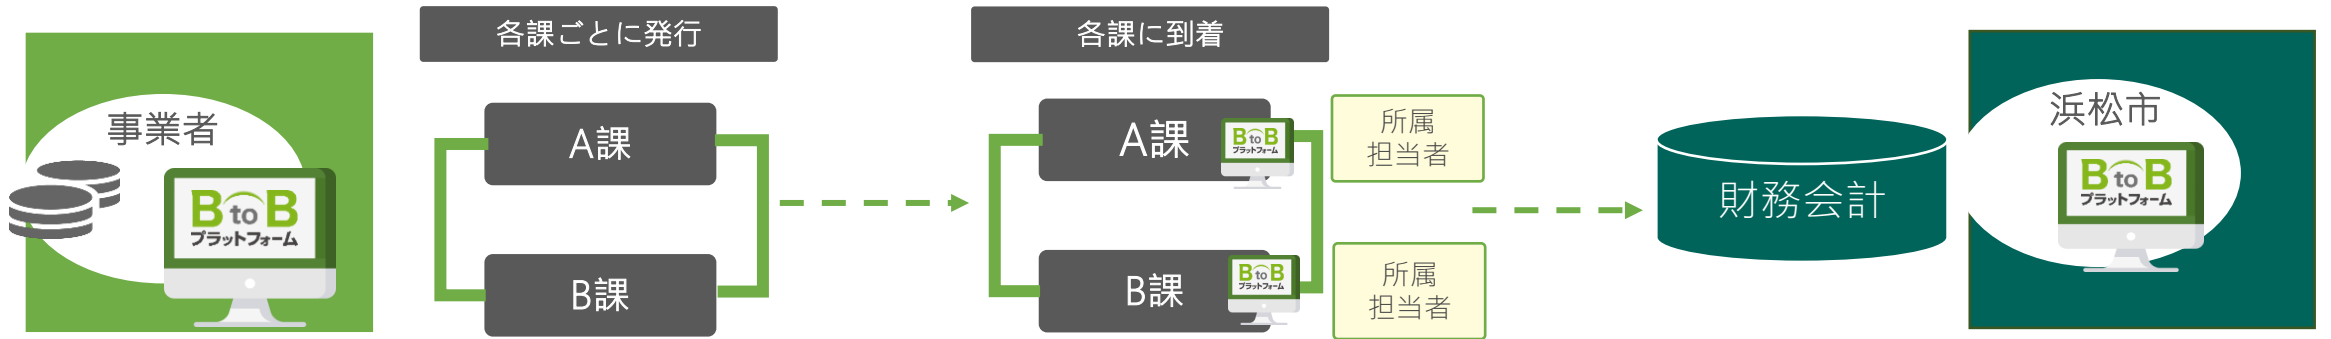 事業者
BtoB
プラットフォーム
各課ごとに発行
A課
B課
各課に到着
A課
BtoB
プラットフォーム
所属
担当者
B課
BtoB
プラットフォーム
所属
担当者
財務会計
浜松市
BtoB
プラットフォーム